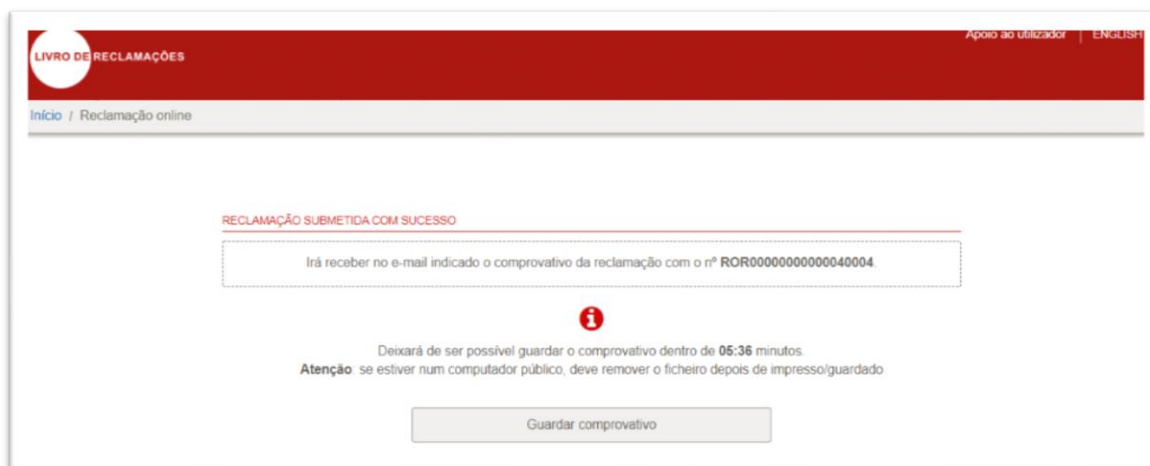 Apoio ao utilizador | ENGLISH
LIVRO DE RECLAMAÇÕES
Início / Reclamação online
RECLAMAÇÃO SUBMETIDA COM SUCESSO
Irá receber no e-mail indicado o comprovativo da reclamação com o nº ROR00000000000040004.
Deixará de ser possível guardar o comprovativo dentro de 05:36 minutos.
Atenção: se estiver num computador público, deve remover o ficheiro depois de impresso/guardado
Guardar comprovativo